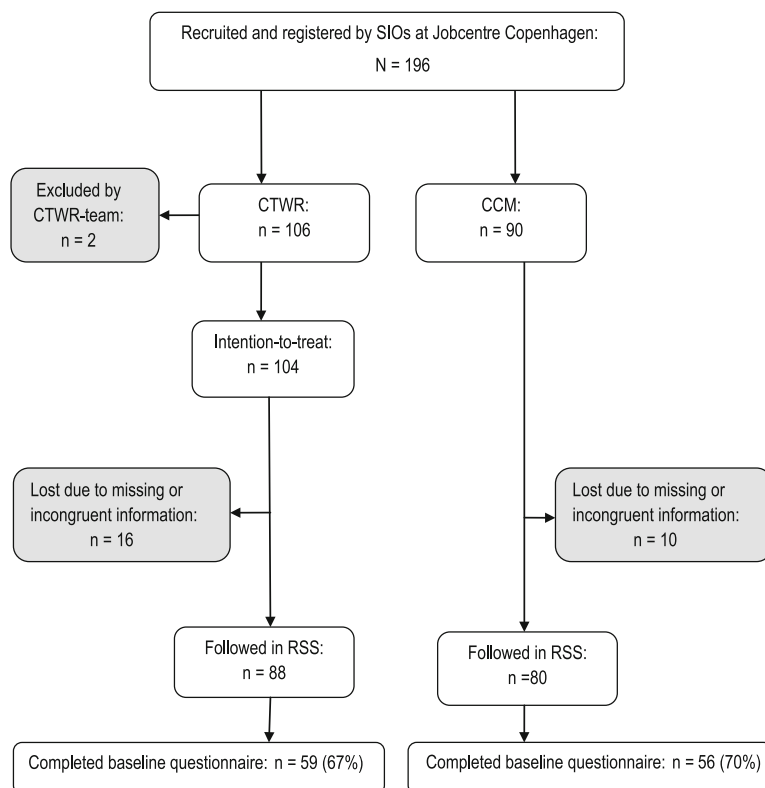 Recruited and registered by SIOs at Jobcentre Copenhagen:
N = 196
Excluded by
CTWR-team:
n = 2
CTWR:
n = 106
CCM:
n = 90
Intention-to-treat:
n = 104
Lost due to missing or
incongruent information:
n = 16
Lost due to missing or
incongruent information:
n = 10
Followed in RSS:
n = 88
Followed in RSS:
n =80
Completed baseline questionnaire: n = 59 (67%)
Completed baseline questionnaire: n = 56 (70%)